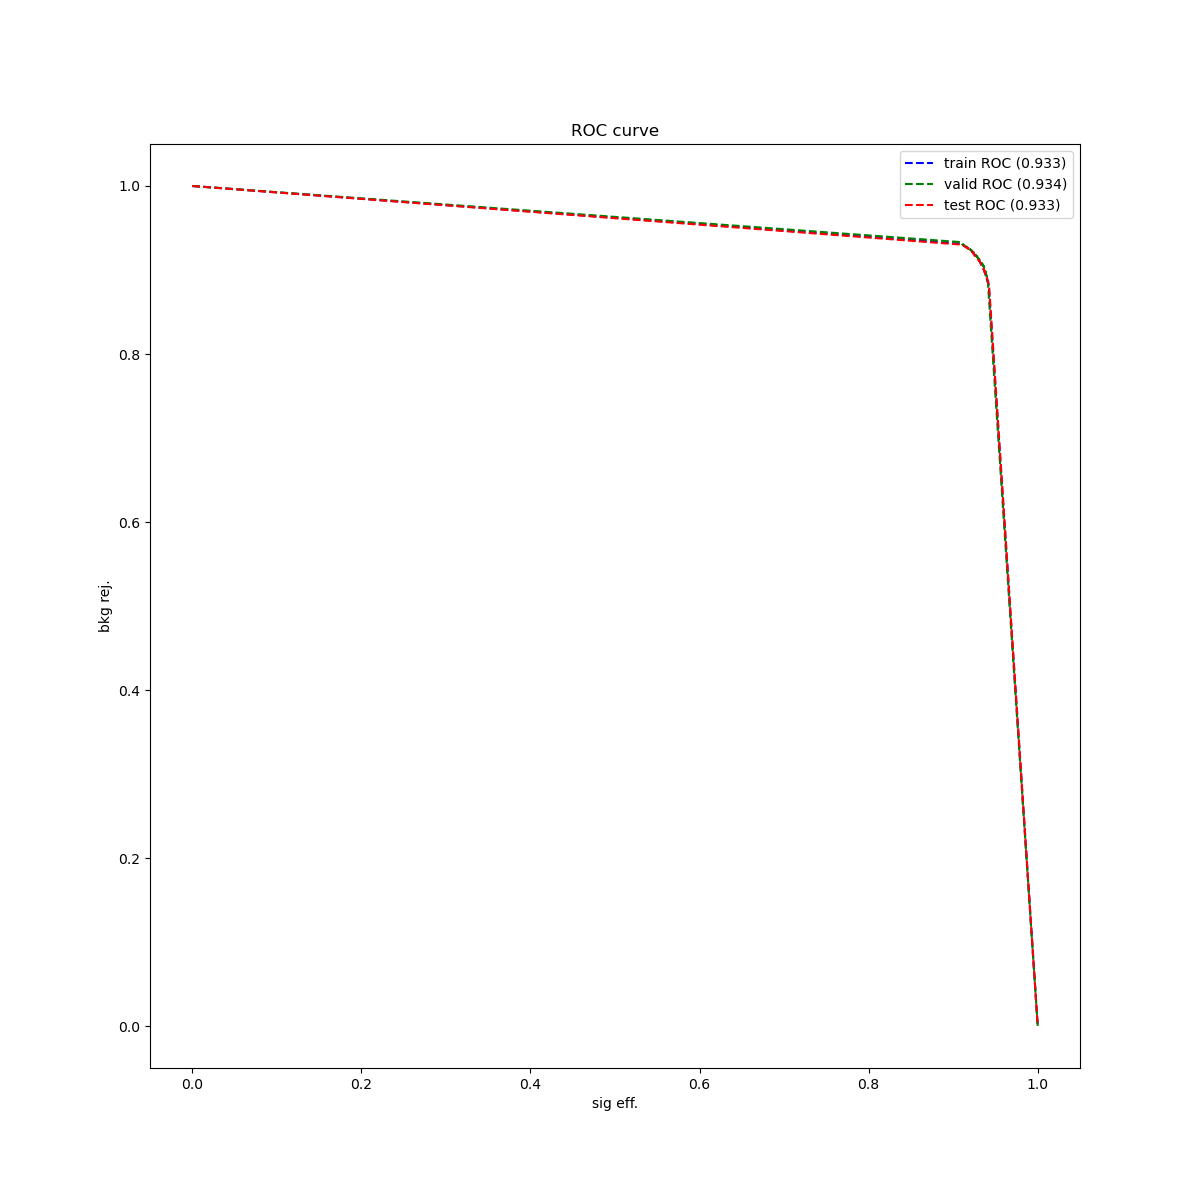 ROC curve
train ROC (0.933)
valid ROC (0.934)
test ROC (0.933)
1.0
0.8
0.6
0.4
0.2
0.0
bkg rej.
0.0 0.2 0.4 0.6 0.8 1.0
sig eff.